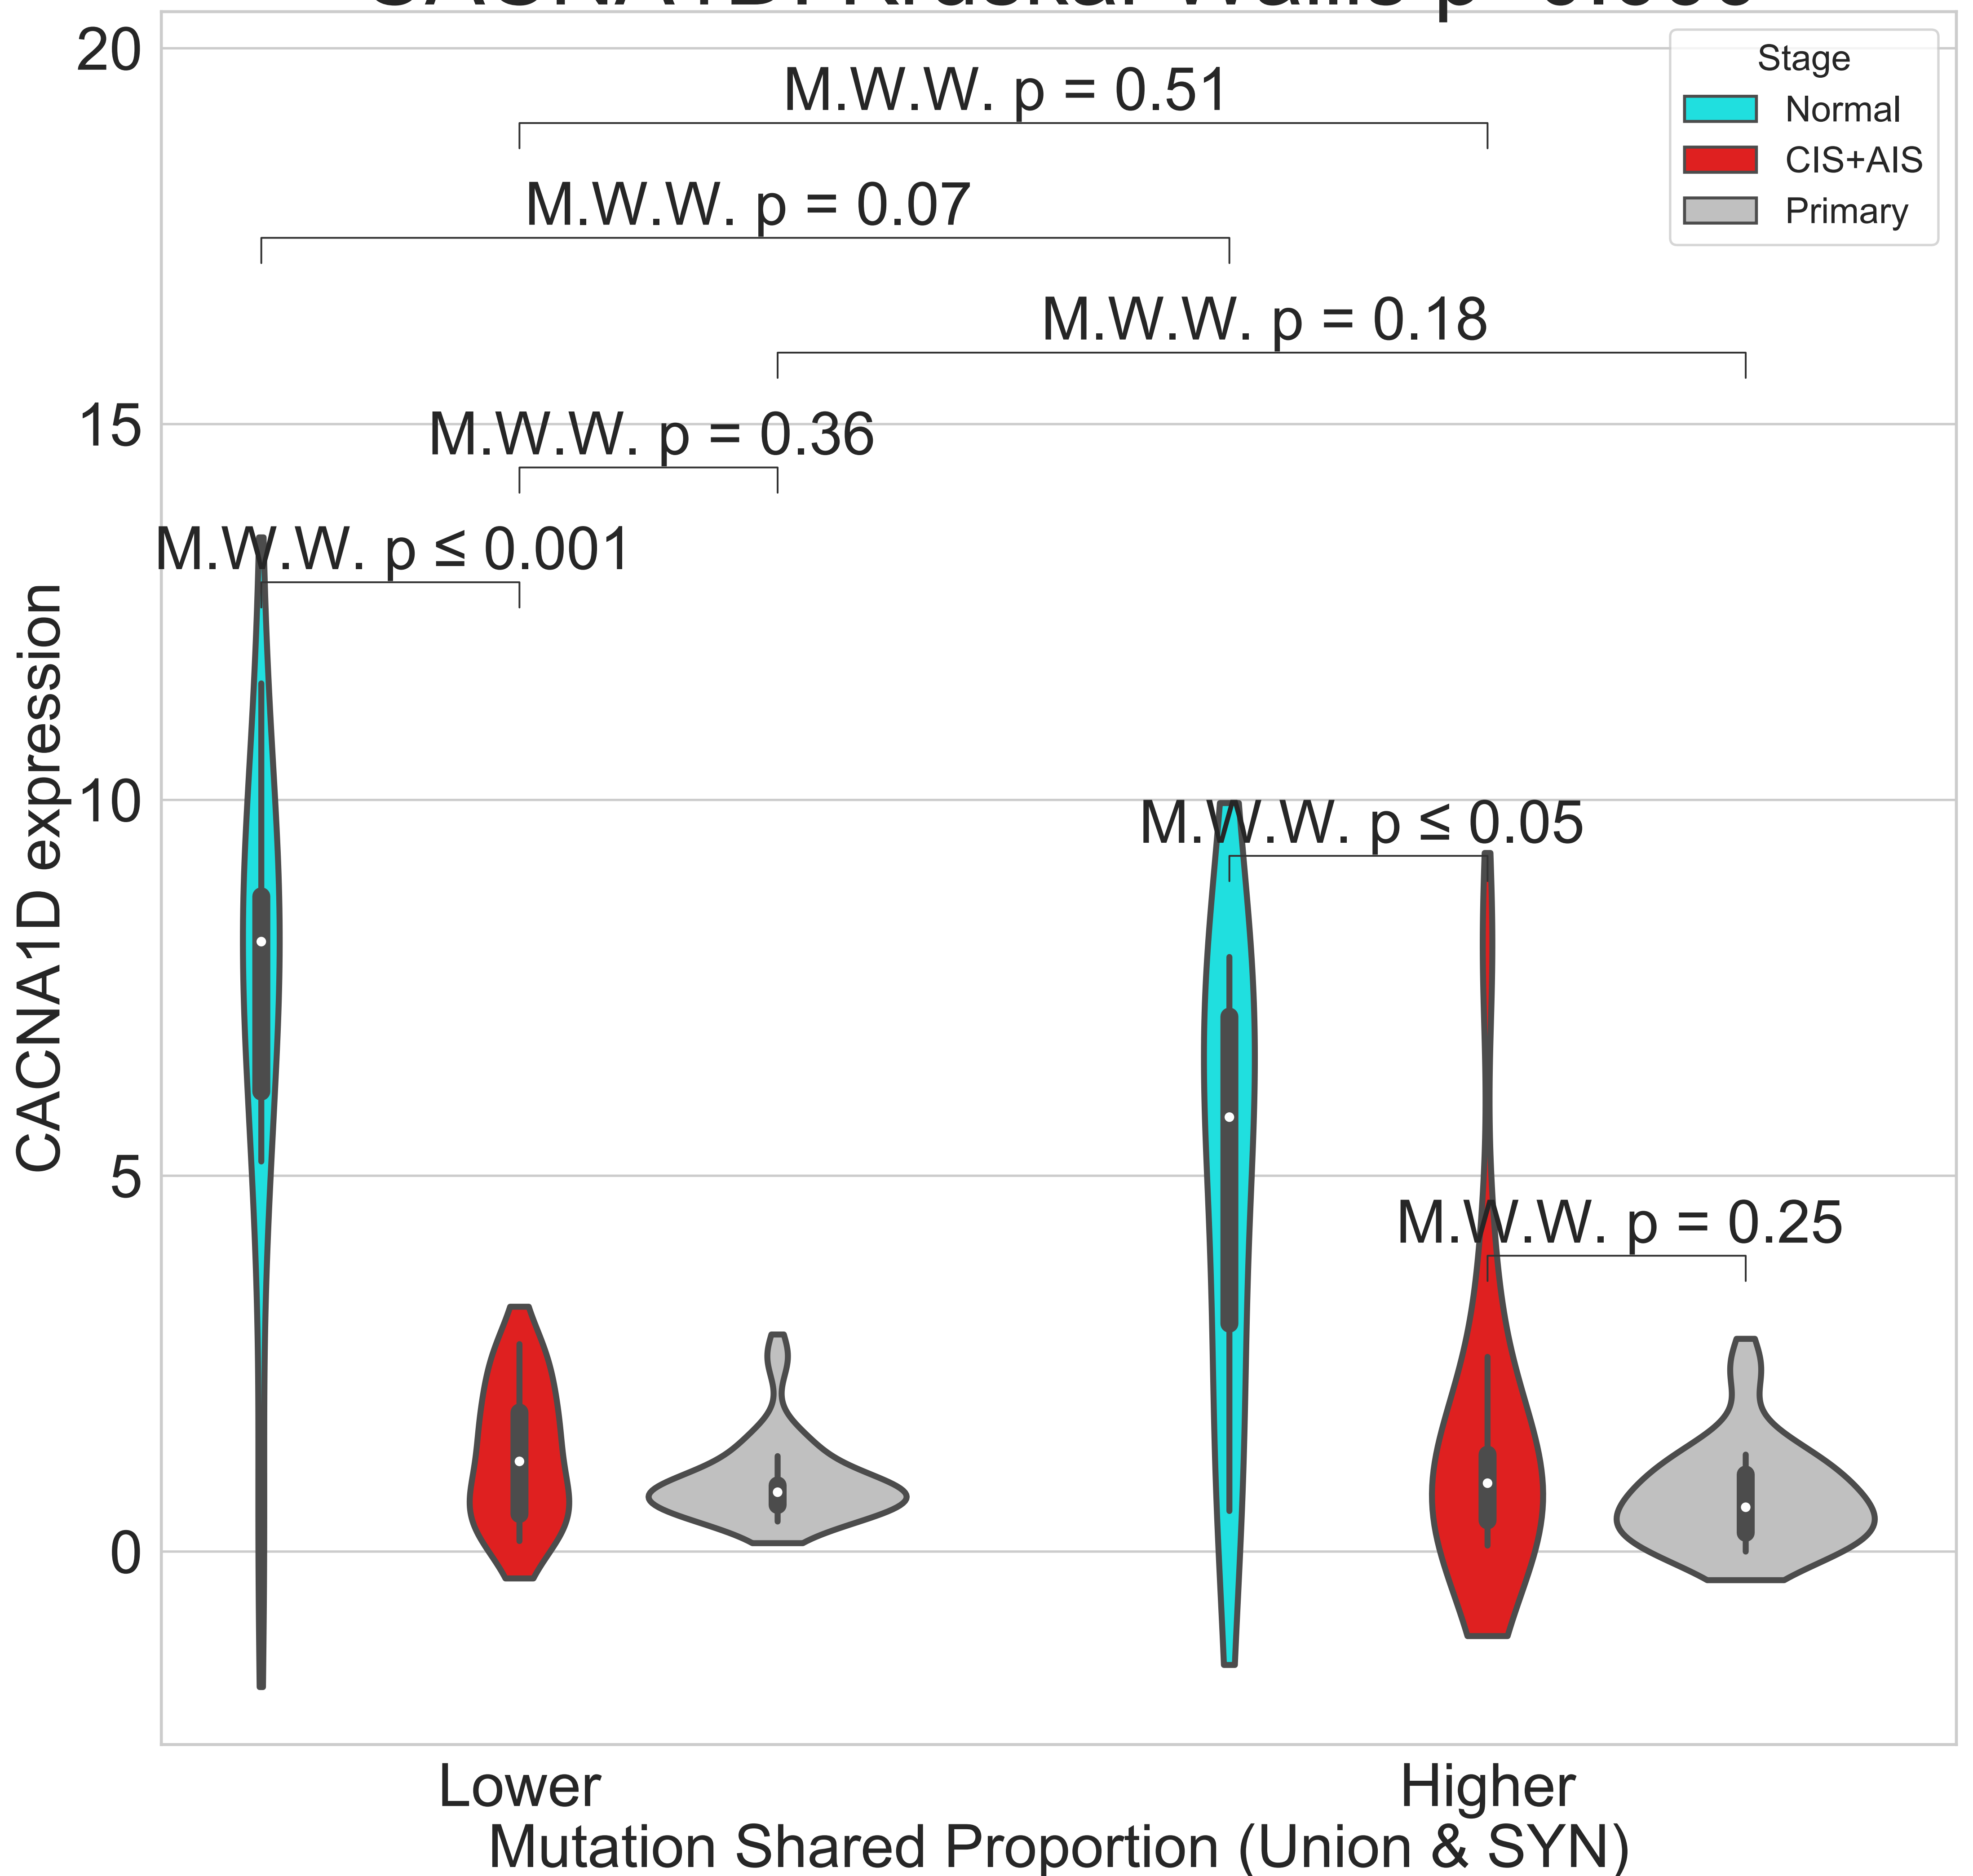 20
15
10
5
0
CACNA1D expression
Stage
Normal
CIS+AIS
Primary
M.W.W. p = 0.51
M.W.W. p = 0.07
M.W.W. p = 0.18
M.W.W. p = 0.36
M.W.W. p ≤ 0.001
M.W.W. p ≤ 0.05
M.W.W. p = 0.25
Lower
Higher
Mutation Shared Proportion (Union & SYN)